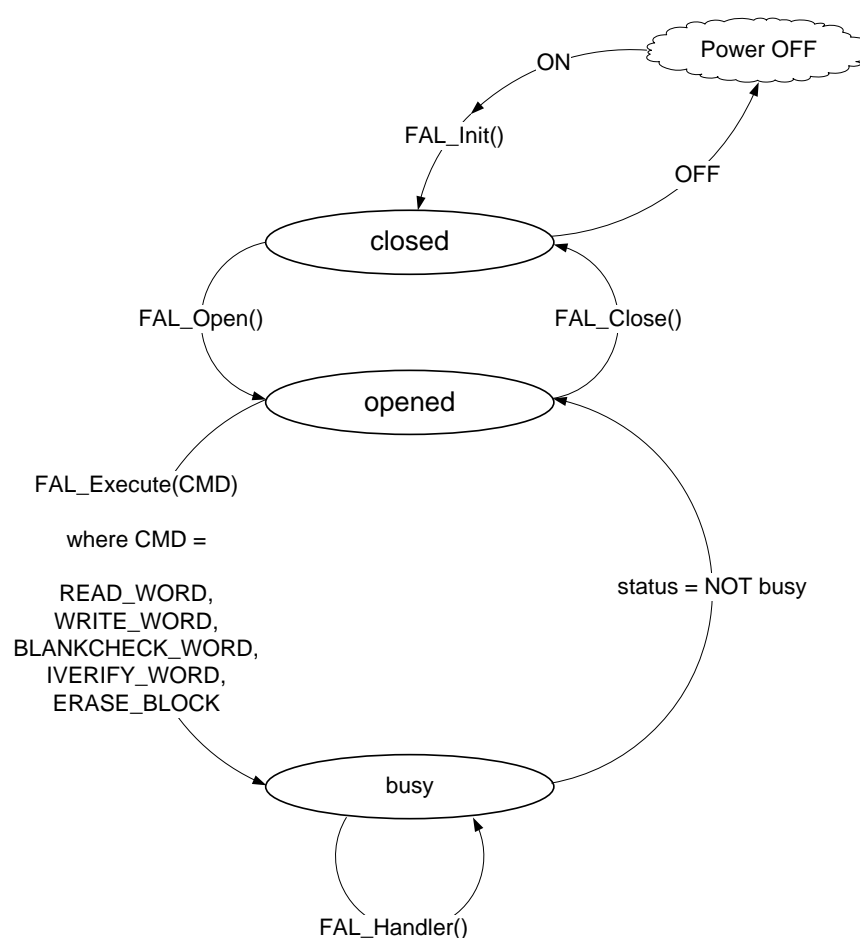 Power OFF
ON
FAL_Init()
OFF
closed
FAL_Open()
FAL_Close()
opened
FAL_Execute(CMD)
where CMD =
READ_WORD,
WRITE_WORD,
BLANKCHECK_WORD,
IVERIFY_WORD,
ERASE_BLOCK
status = NOT busy
busy
FAL_Handler()